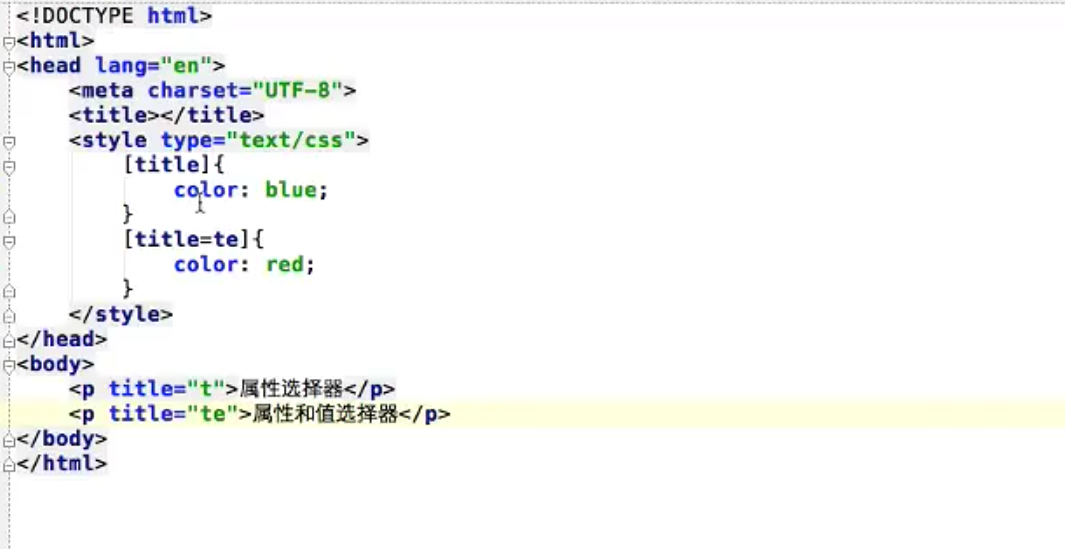 <!DOCTYPE html>
<html>
<head lang="en">
    <meta charset="UTF-8">
    <title></title>
    <style type="text/css">
        [title]{
            color: blue;
        }
        [title=te]{
            color: red;
        }
    </style>
</head>
<body>
    <p title="t">属性选择器</p>
    <p title="te">属性和值选择器</p>
</body>
</html>